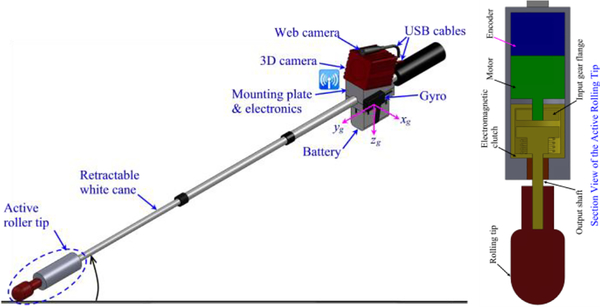 Web camera
USB cables
3D camera
Mounting plate
& electronics
Gyro
yg
xg
zg
Battery
Retractable
white cane
Active
roller tip
Encoder
Motor
Input gear flange
Electromagnetic
clutch
Output shaft
Rolling tip
Section View of the Active Rolling Tip